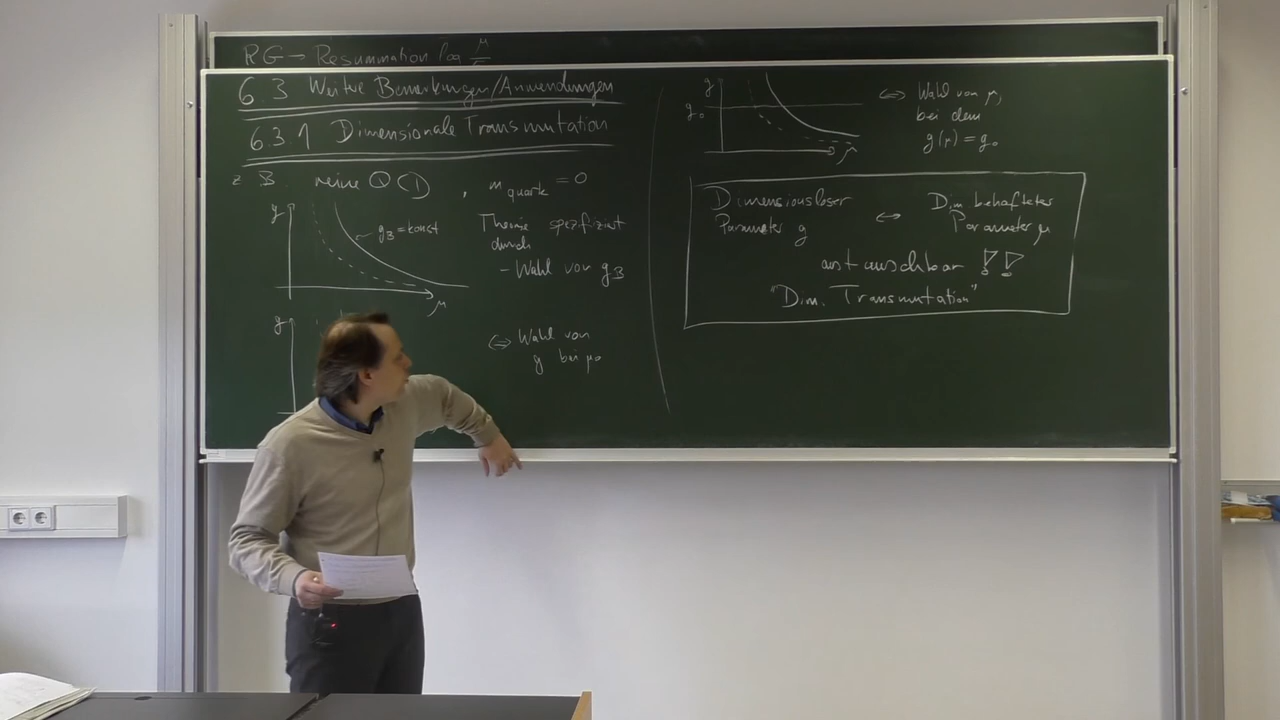 RG → Resummation log μ
6.3 Weitere Bemerkungen/Anwendungen
6.3.1 Dimensionale Transmutation
z. B. reine QCD, m quark = 0
g
g_B = konst
μ
Theorie spezifiziert
durch
- Wahl von g_B
g
⇔ Wahl von
g bei μ₀
g
g₀
μ
⇔ Wahl von μ,
bei dem
g(μ) = g₀
Dimensionsloser
Parameter g
↔
Dim. behafteter
Parameter μ
austauschbar !!
"Dim. Transmutation"